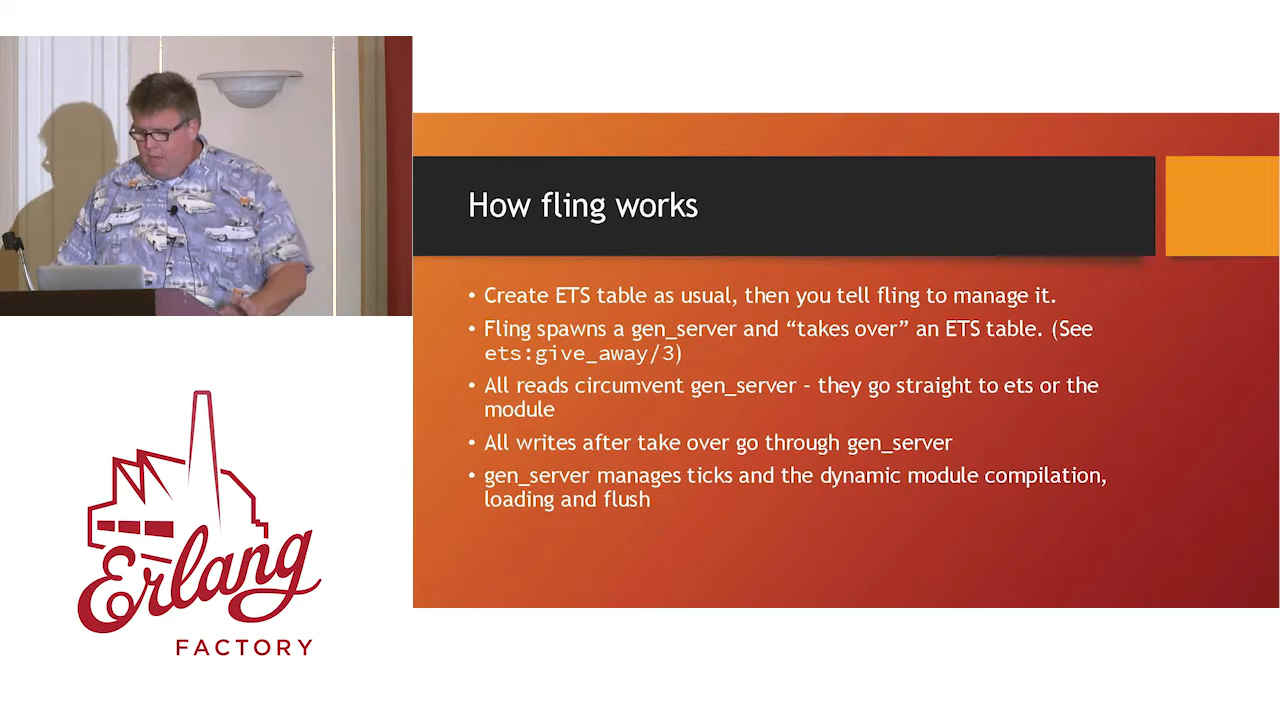 How fling works
• Create ETS table as usual, then you tell fling to manage it.
• Fling spawns a gen_server and “takes over” an ETS table. (See
ets:give_away/3)
• All reads circumvent gen_server – they go straight to ets or the
module
• All writes after take over go through gen_server
• gen_server manages ticks and the dynamic module compilation,
loading and flush
Erlang
FACTORY